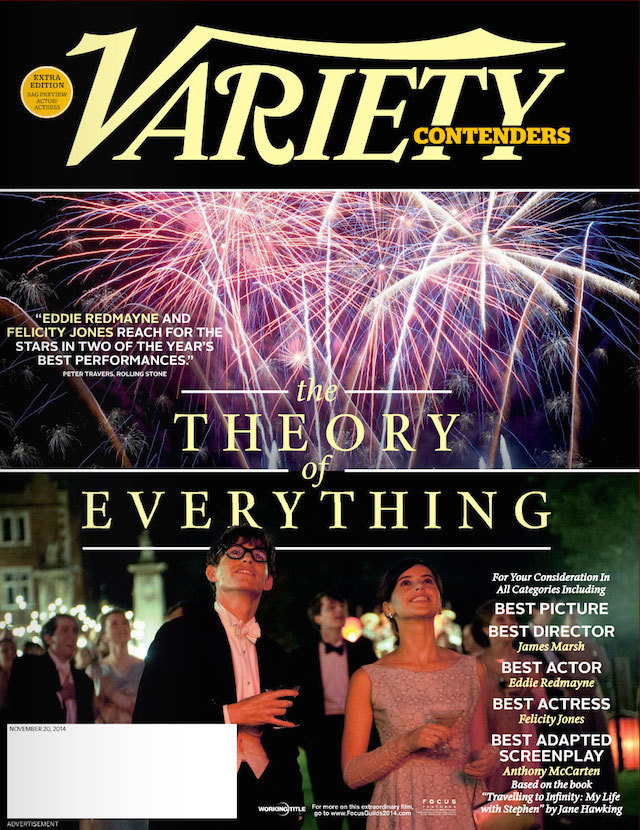 VARIETY
EXTRA
EDITION
SAG PREVIEW
ACTOR/
ACTRESS
CONTENDERS
“EDDIE REDMAYNE AND
FELICITY JONES REACH FOR THE
STARS IN TWO OF THE YEAR’S
BEST PERFORMANCES.”
PETER TRAVERS, ROLLING STONE
the
THEORY
of
EVERYTHING
For Your Consideration In
All Categories Including
BEST PICTURE
BEST DIRECTOR
James Marsh
BEST ACTOR
Eddie Redmayne
BEST ACTRESS
Felicity Jones
BEST ADAPTED
SCREENPLAY
Anthony McCarten
Based on the book
“Travelling to Infinity: My Life
with Stephen” by Jane Hawking
NOVEMBER 20, 2014
WORKING TITLE
For more on this extraordinary film,
go to www.FocusGuilds2014.com
FOCUS
FEATURES
ADVERTISEMENT